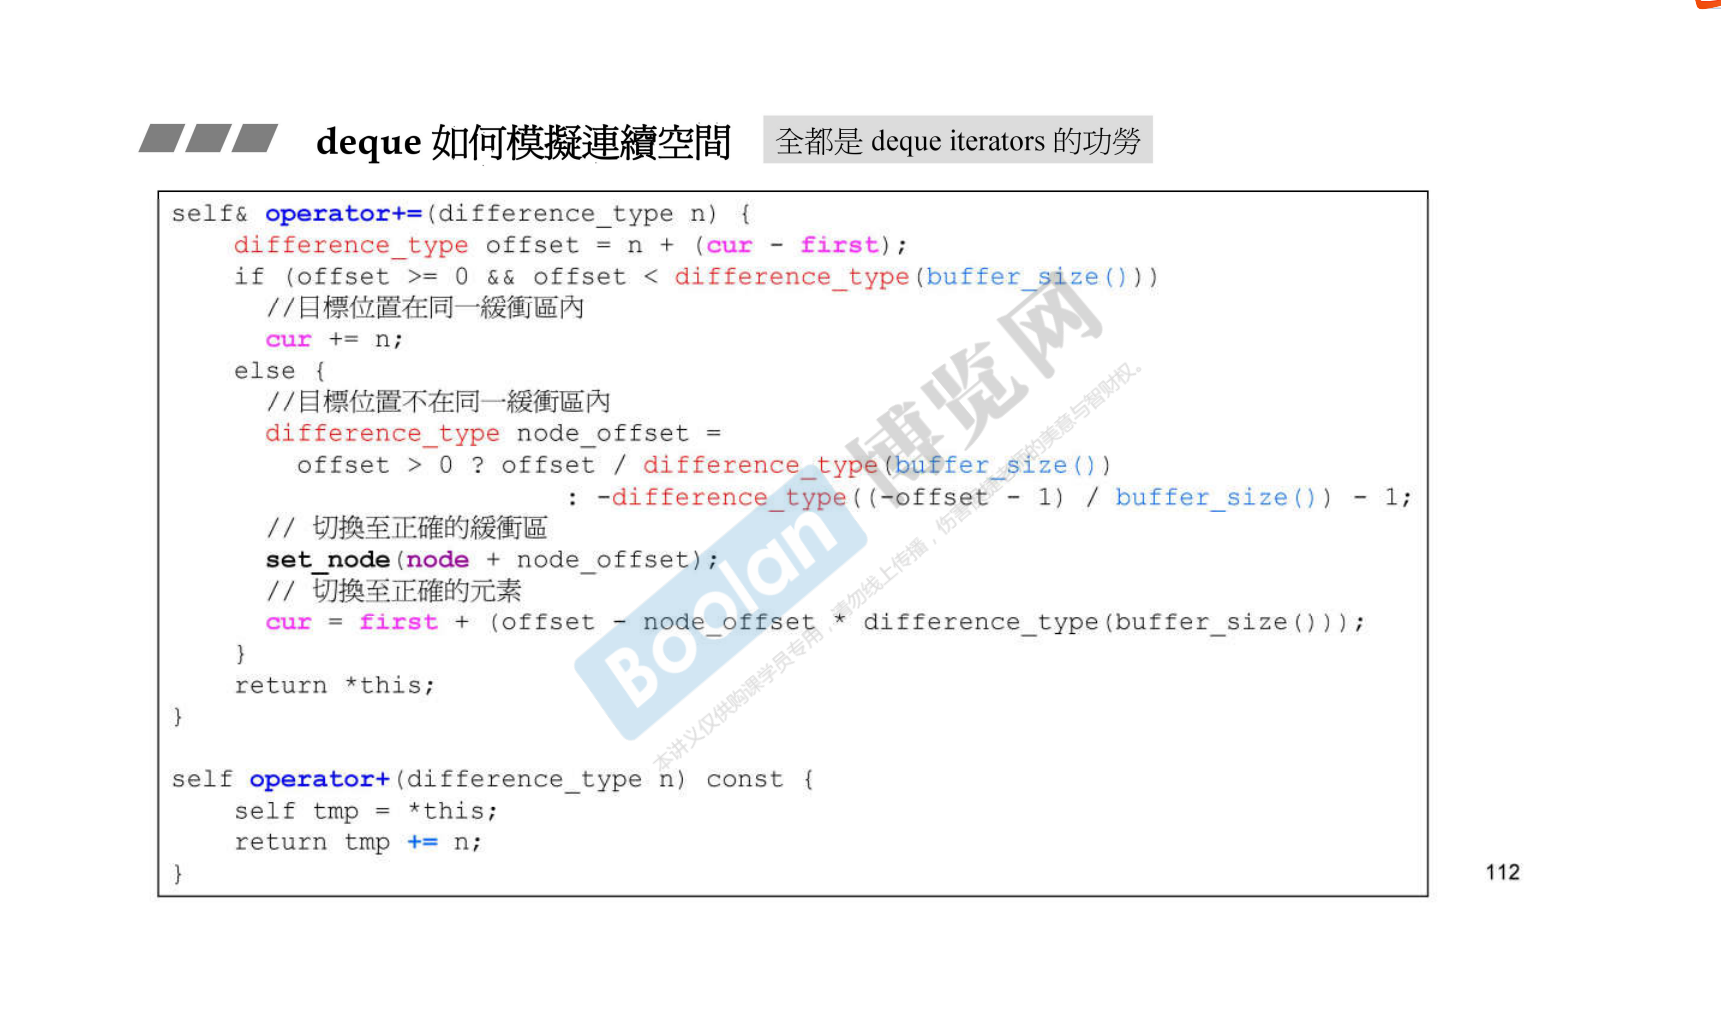 deque 如何模擬連續空間 全都是 deque iterators 的功勞
self& operator+=(difference_type n) {
difference_type offset = n + (cur - first);
if (offset >= 0 && offset < difference_type(buffer_size()))
//目標位置在同一緩衝區內
cur += n;
else {
//目標位置不在同一緩衝區內
difference_type node_offset =
offset > 0 ? offset / difference_type(buffer_size())
: -difference_type((-offset - 1) / buffer_size()) - 1;
// 切換至正確的緩衝區
set_node(node + node_offset);
// 切換至正確的元素
cur = first + (offset - node_offset * difference_type(buffer_size()));
}
return *this;
}
self operator+(difference_type n) const {
self tmp = *this;
return tmp += n;
}
112
Boolan 博览网
本讲义仅供购课学员专用，请勿线上传播，伤害的美意与智财权。